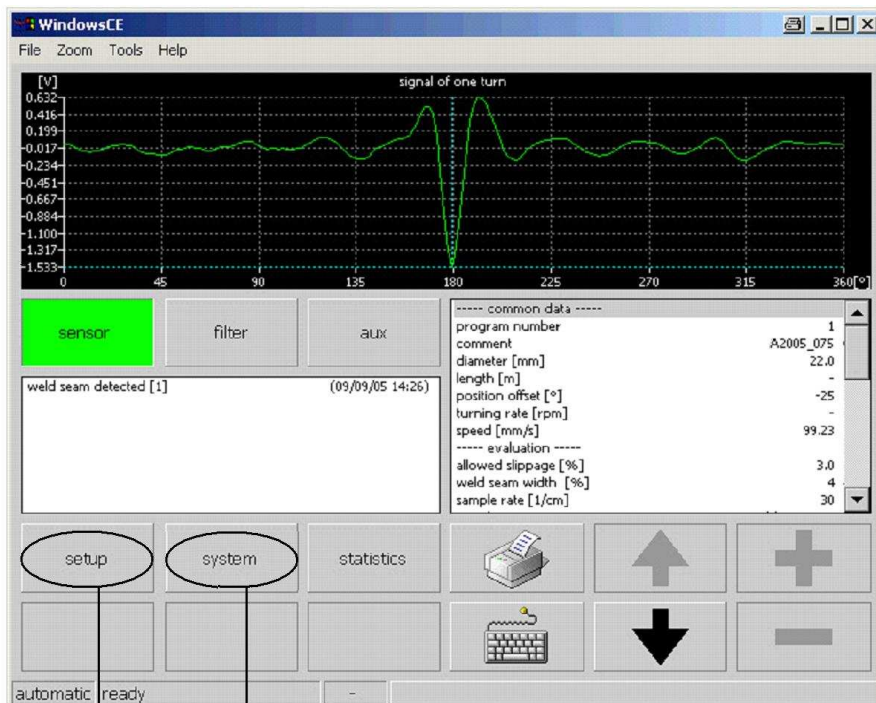 WindowsCE
File Zoom Tools Help
[V] signal of one turn
0.632
0.416
0.199
-0.017
-0.234
-0.451
-0.667
-0.884
-1.100
-1.317
-1.533
0 45 90 135 180 225 270 315 360[°]
sensor filter aux
weld seam detected [1] (09/09/05 14:26)
----- common data -----
program number 1
comment A2005_075
diameter [mm] 22.0
length [m] -
position offset [°] -25
turning rate [rpm] -
speed [mm/s] 99.23
----- evaluation -----
allowed slippage [%] 3.0
weld seam width [%] 4
sample rate [1/cm] 30
setup system statistics
automatic ready -